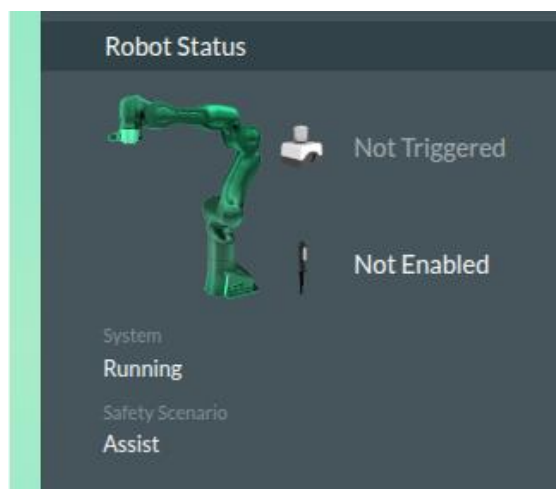 Robot Status
Not Triggered
Not Enabled
System
Running
Safety Scenario
Assist